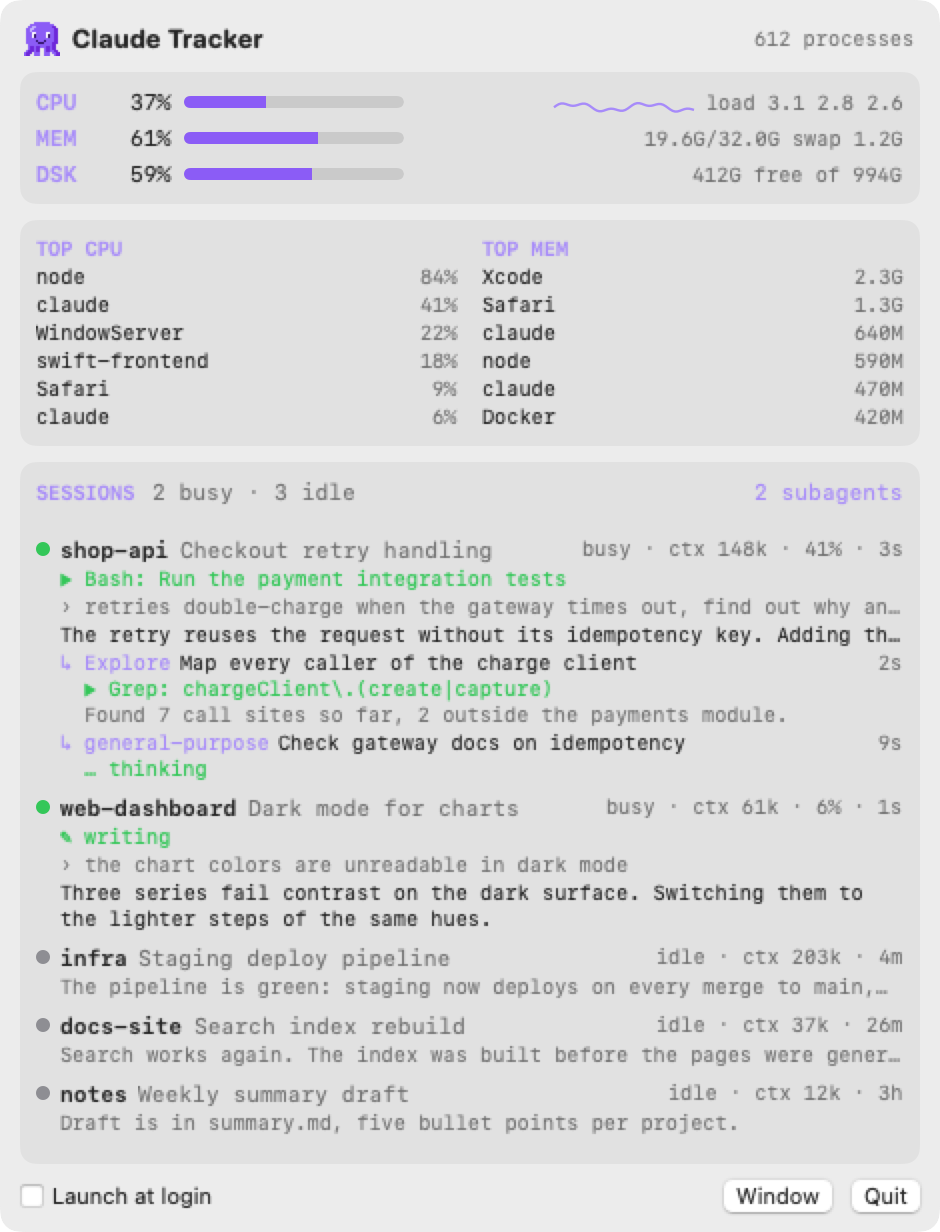 Claude Tracker 612 processes
CPU 37% load 3.1 2.8 2.6
MEM 61% 19.6G/32.0G swap 1.2G
DSK 59% 412G free of 994G
TOP CPU TOP MEM
node 84% Xcode 2.3G
claude 41% Safari 1.3G
WindowServer 22% claude 640M
swift-frontend 18% node 590M
Safari 9% claude 470M
claude 6% Docker 420M
SESSIONS 2 busy · 3 idle 2 subagents
shop-api Checkout retry handling busy · ctx 148k · 41% · 3s
▶ Bash: Run the payment integration tests
› retries double-charge when the gateway times out, find out why an…
The retry reuses the request without its idempotency key. Adding th…
↳ Explore Map every caller of the charge client 2s
▶ Grep: chargeClient\.(create|capture)
Found 7 call sites so far, 2 outside the payments module.
↳ general-purpose Check gateway docs on idempotency 9s
… thinking
web-dashboard Dark mode for charts busy · ctx 61k · 6% · 1s
✎ writing
› the chart colors are unreadable in dark mode
Three series fail contrast on the dark surface. Switching them to
the lighter steps of the same hues.
infra Staging deploy pipeline idle · ctx 203k · 4m
The pipeline is green: staging now deploys on every merge to main,…
docs-site Search index rebuild idle · ctx 37k · 26m
Search works again. The index was built before the pages were gener…
notes Weekly summary draft idle · ctx 12k · 3h
Draft is in summary.md, five bullet points per project.
Launch at login Window Quit